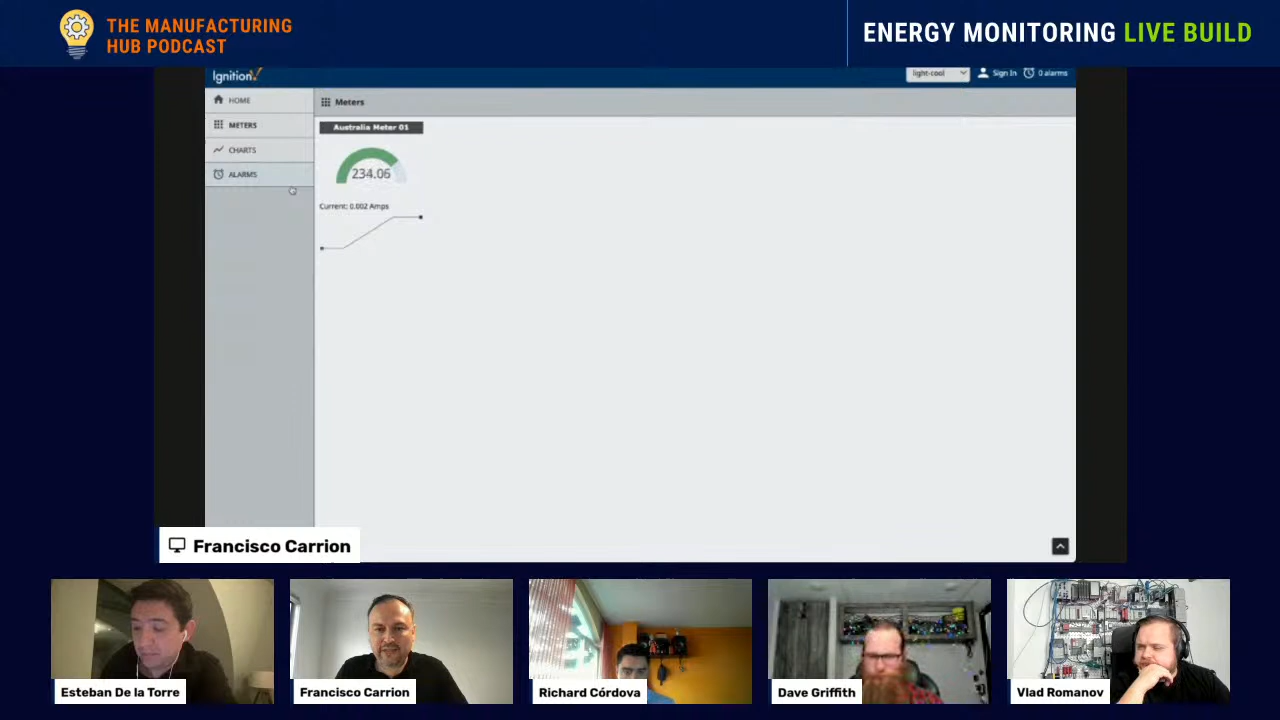 THE MANUFACTURING
HUB PODCAST
ENERGY MONITORING LIVE BUILD
Ignition
light-cool
Sign In
0 alarms
HOME
METERS
CHARTS
ALARMS
Meters
Australia Meter 01
234.06
Current: 0.002 Amps
Francisco Carrion
Esteban De la Torre
Francisco Carrion
Richard Córdova
Dave Griffith
Vlad Romanov